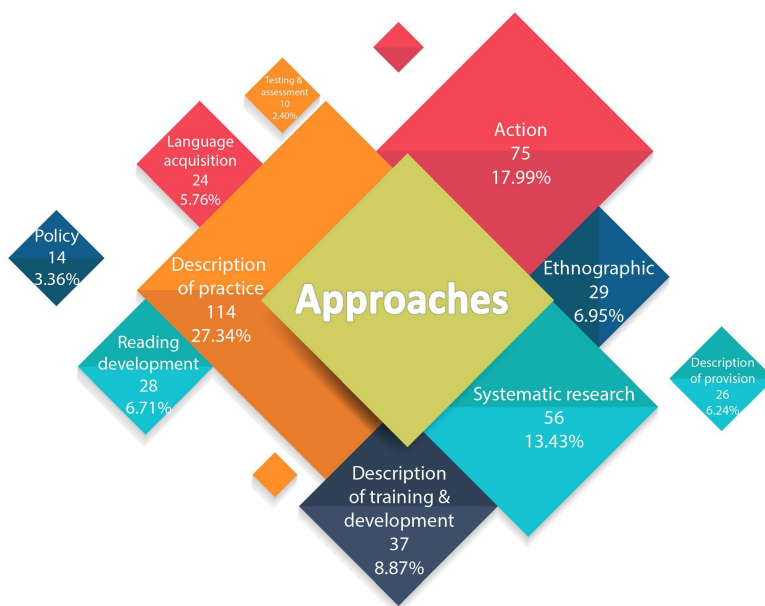 Testing &
assessment
10
2.40%
Action
75
17.99%
Language
acquisition
24
5.76%
Policy
14
3.36%
Description
of practice
114
27.34%
Approaches
Ethnographic
29
6.95%
Reading
development
28
6.71%
Systematic research
56
13.43%
Description
of provision
26
6.24%
Description
of training &
development
37
8.87%